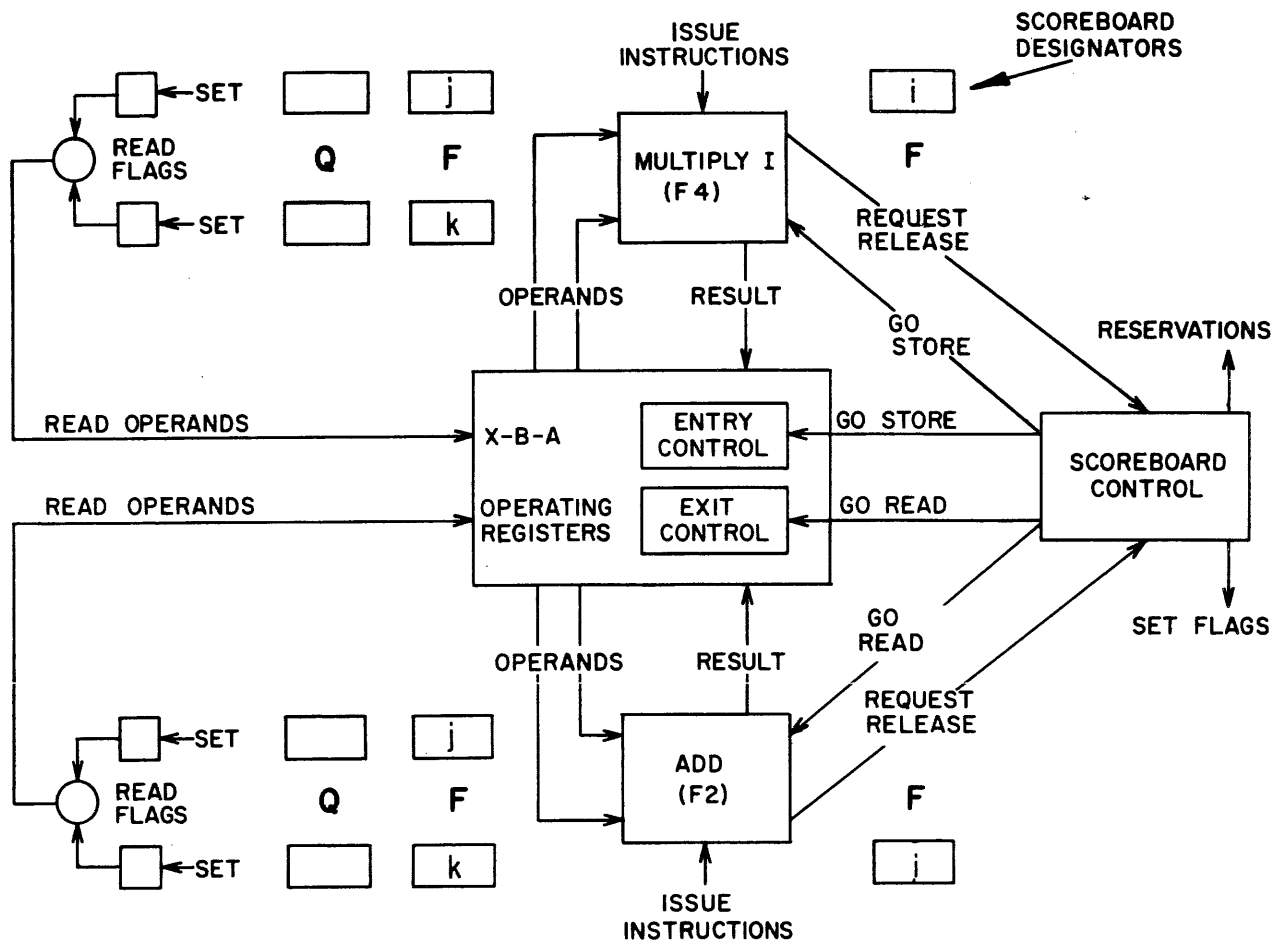 SCOREBOARD
DESIGNATORS
ISSUE
INSTRUCTIONS
SET
j
i
READ
FLAGS
Q
F
MULTIPLY I
(F4)
F
SET
k
REQUEST
RELEASE
OPERANDS
RESULT
GO
STORE
RESERVATIONS
READ OPERANDS
X-B-A
ENTRY
CONTROL
GO STORE
SCOREBOARD
CONTROL
READ OPERANDS
OPERATING
REGISTERS
EXIT
CONTROL
GO READ
GO
READ
SET FLAGS
OPERANDS
RESULT
REQUEST
RELEASE
SET
j
READ
FLAGS
Q
F
ADD
(F2)
F
SET
k
j
ISSUE
INSTRUCTIONS